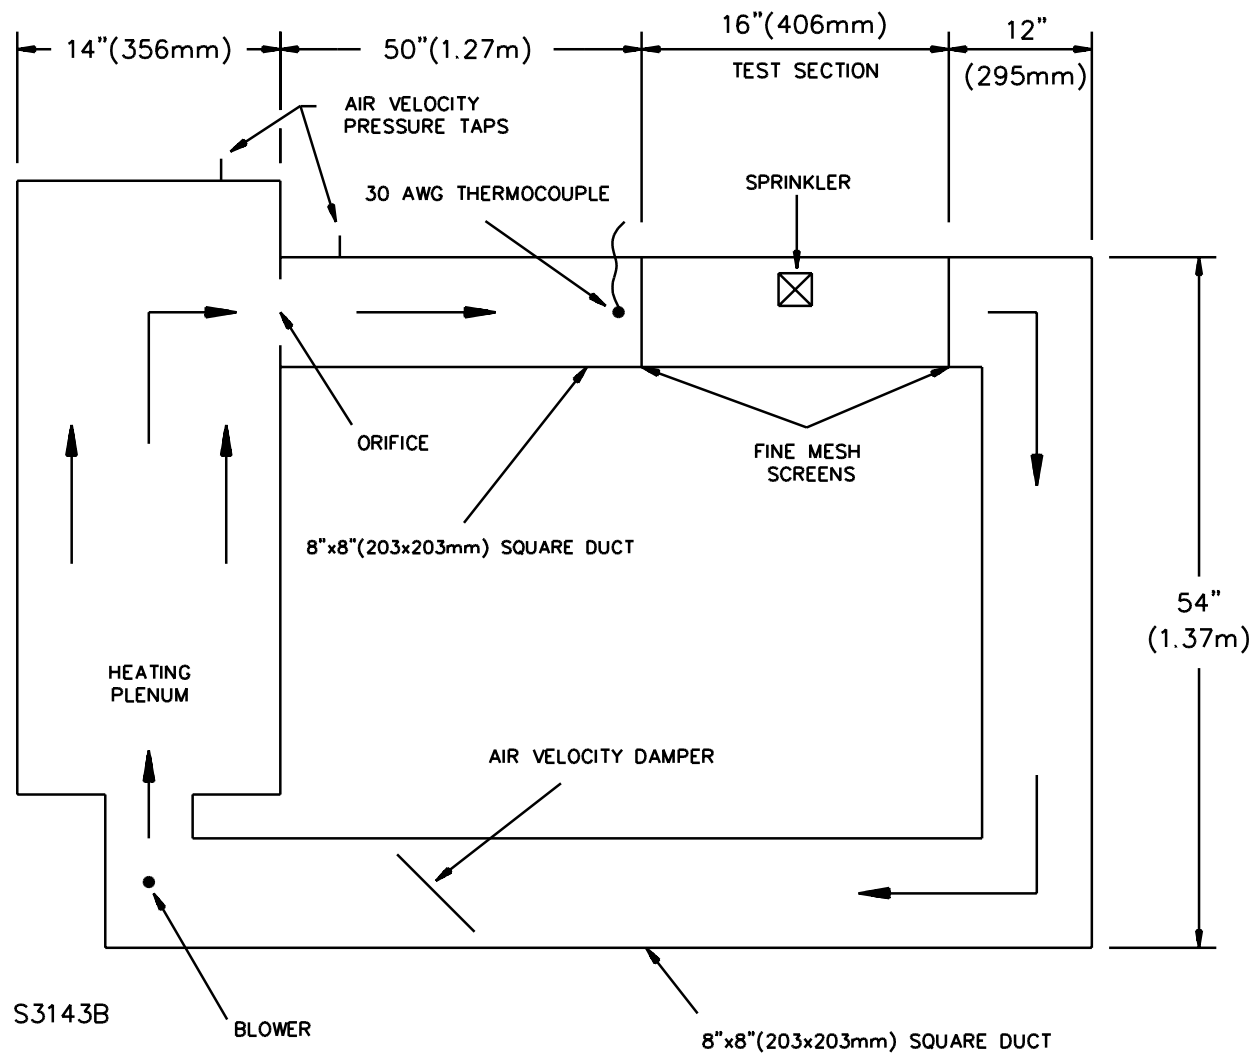 14"(356mm)
50"(1.27m)
16"(406mm)
TEST SECTION
12"
(295mm)
AIR VELOCITY
PRESSURE TAPS
30 AWG THERMOCOUPLE
SPRINKLER
ORIFICE
FINE MESH
SCREENS
8"x8"(203x203mm) SQUARE DUCT
54"
(1.37m)
HEATING
PLENUM
AIR VELOCITY DAMPER
S3143B
BLOWER
8"x8"(203x203mm) SQUARE DUCT